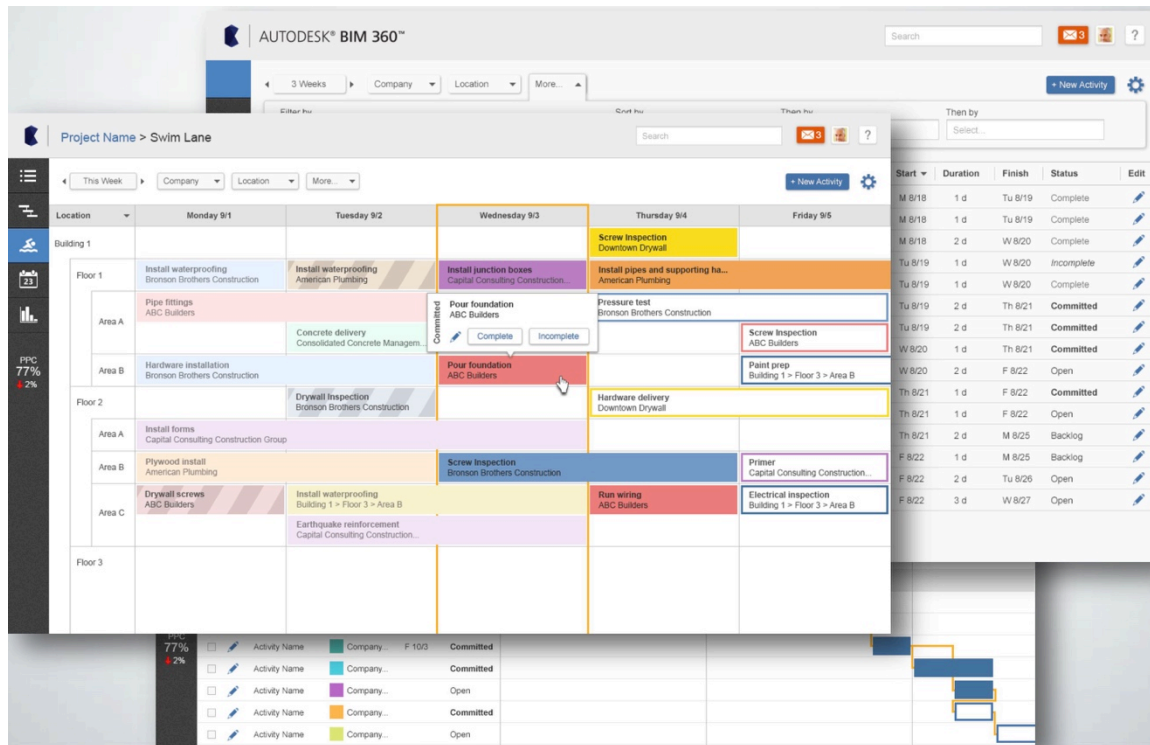 AUTODESK® BIM 360™
Search
3
?
3 Weeks
Company
Location
More...
+ New Activity
Filter by
Sort by
Then by
Then by
Select...
Project Name > Swim Lane
Search
3
?
This Week
Company
Location
More...
+ New Activity
23
PPC
77%
2%
Location
Monday 9/1
Tuesday 9/2
Wednesday 9/3
Thursday 9/4
Friday 9/5
Building 1
Screw Inspection
Downtown Drywall
Floor 1
Install waterproofing
Bronson Brothers Construction
Install waterproofing
American Plumbing
Install junction boxes
Capital Consulting Construction...
Install pipes and supporting ha...
American Plumbing
Area A
Pipe fittings
ABC Builders
Committed
Pour foundation
ABC Builders
Complete
Incomplete
Pressure test
Bronson Brothers Construction
Concrete delivery
Consolidated Concrete Managem...
Screw Inspection
ABC Builders
Area B
Hardware installation
Bronson Brothers Construction
Pour foundation
ABC Builders
Paint prep
Building 1 > Floor 3 > Area B
Floor 2
Drywall Inspection
Bronson Brothers Construction
Hardware delivery
Downtown Drywall
Area A
Install forms
Capital Consulting Construction Group
Area B
Plywood install
American Plumbing
Screw Inspection
Bronson Brothers Construction
Primer
Capital Consulting Construction...
Area C
Drywall screws
ABC Builders
Install waterproofing
Building 1 > Floor 3 > Area B
Run wiring
ABC Builders
Electrical inspection
Building 1 > Floor 3 > Area B
Earthquake reinforcement
Capital Consulting Construction...
Floor 3
Start Duration Finish Status Edit
M 8/18 1 d Tu 8/19 Complete
M 8/18 1 d Tu 8/19 Complete
M 8/18 2 d W 8/20 Complete
Tu 8/19 1 d W 8/20 Incomplete
Tu 8/19 1 d W 8/20 Complete
Tu 8/19 2 d Th 8/21 Committed
Tu 8/19 2 d Th 8/21 Committed
W 8/20 1 d Th 8/21 Committed
W 8/20 2 d F 8/22 Open
Th 8/21 1 d F 8/22 Committed
Th 8/21 1 d F 8/22 Open
Th 8/21 2 d M 8/25 Backlog
F 8/22 1 d M 8/25 Backlog
F 8/22 2 d Tu 8/26 Open
F 8/22 3 d W 8/27 Open
PPC
77%
2%
Activity Name Company... F 10/3 Committed
Activity Name Company... Committed
Activity Name Company... Open
Activity Name Company... Committed
Activity Name Company... Open